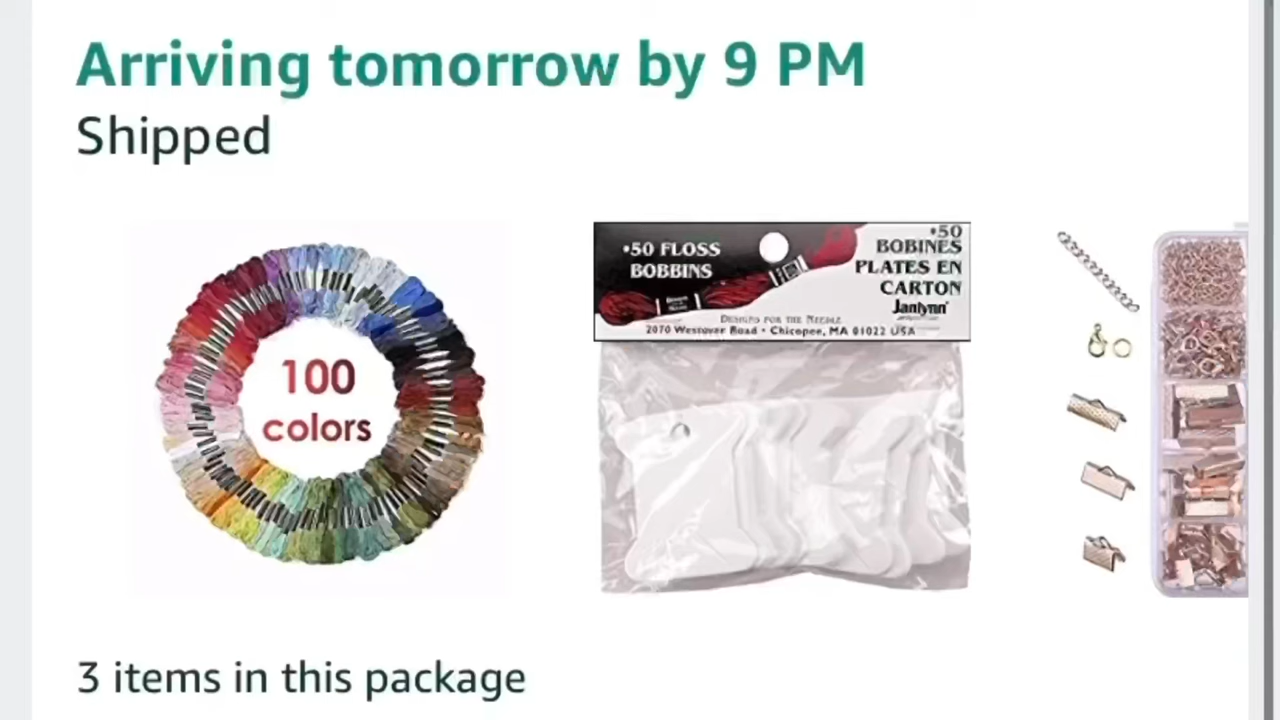 Arriving tomorrow by 9 PM
Shipped
100
colors
•50 FLOSS
BOBBINS
•50
BOBINES
PLATES EN
CARTON
Janlynn
DESIGNS FOR THE NEEDLE
2070 Westover Road • Chicopee, MA 01022 USA
3 items in this package